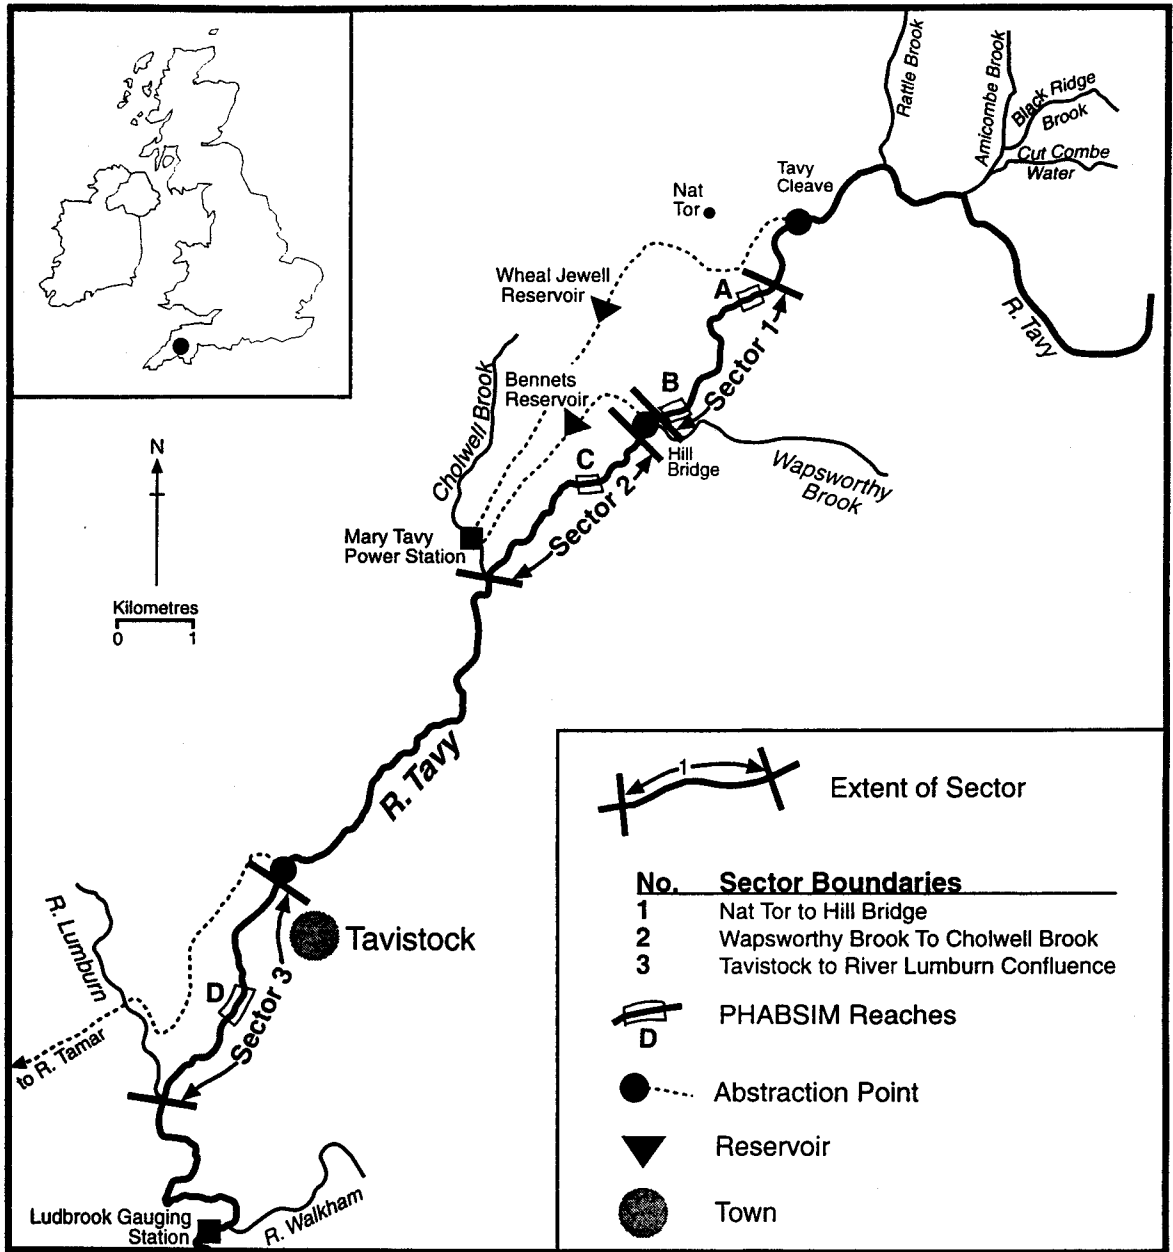 Rattle Brook
Amicombe Brook
Black Ridge
Brook
Cut Combe
Water
Tavy
Cleave
Nat
Tor
Wheal Jewell
Reservoir
A
R. Tavy
Sector 1
Bennets
Reservoir
B
Cholwell Brook
Hill
Bridge
C
Wapsworthy
Brook
Sector 2
N
Mary Tavy
Power Station
Kilometres
0 1
R. Tavy
1
Extent of Sector
No. Sector Boundaries
1 Nat Tor to Hill Bridge
2 Wapsworthy Brook To Cholwell Brook
3 Tavistock to River Lumburn Confluence
D
PHABSIM Reaches
Abstraction Point
Reservoir
Town
R. Lumburn
Tavistock
D
Sector 3
to R. Tamar
Ludbrook Gauging
Station
R. Walkham